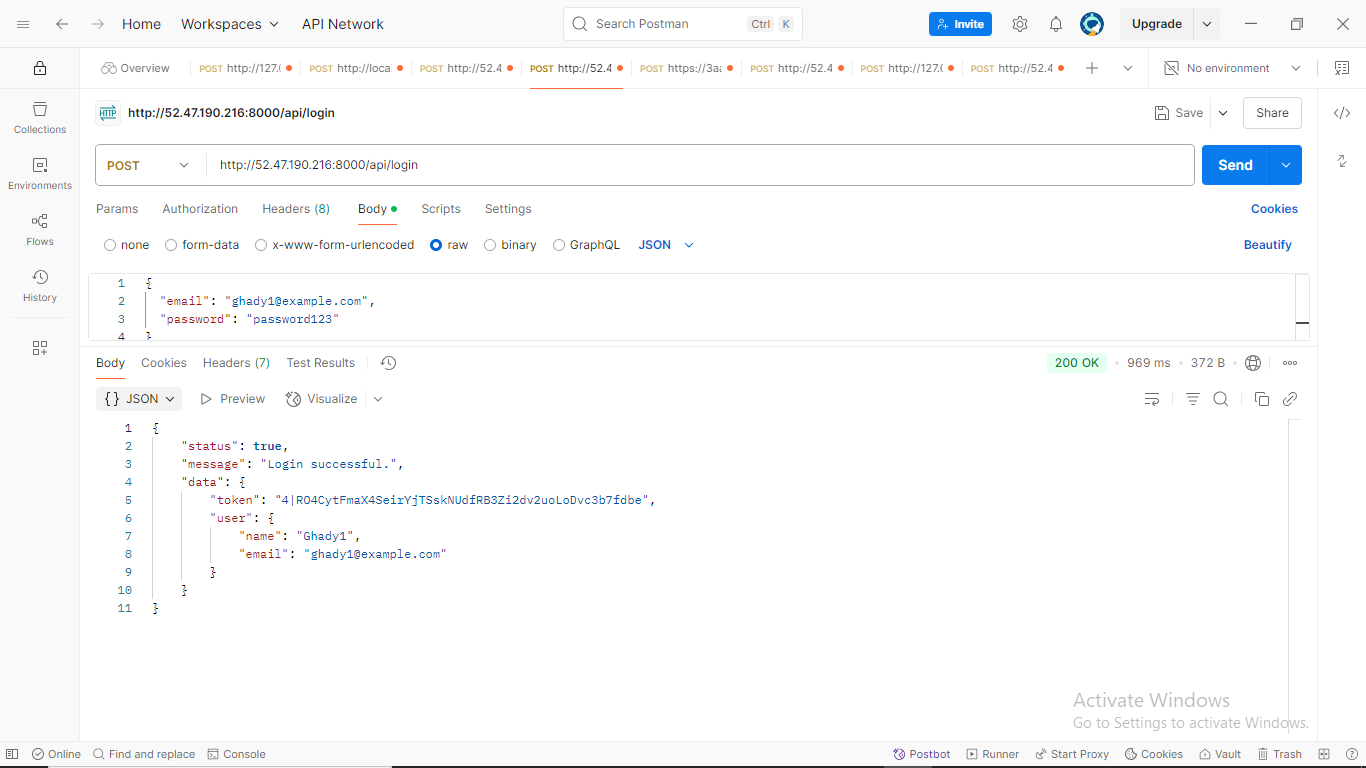 Home Workspaces API Network Search Postman Ctrl K Invite Upgrade
Overview POST http://127.( POST http://loca. POST http://52.4 POST http://52.4 POST https://3aa POST http://52.4 POST http://127.( POST http://52.4 No environment
HTTP http://52.47.190.216:8000/api/login Save Share
Collections
POST http://52.47.190.216:8000/api/login Send
Environments
Params Authorization Headers (8) Body Scripts Settings Cookies
Flows
none form-data x-www-form-urlencoded raw binary GraphQL JSON Beautify
History
1 {
2 "email": "ghady1@example.com",
3 "password": "password123"
4 }
Body Cookies Headers (7) Test Results 200 OK 969 ms 372 B
{} JSON Preview Visualize
1 {
2 "status": true,
3 "message": "Login successful.",
4 "data": {
5 "token": "4|RO4CytFmaX4SeirYjTSskNUdfRB3Zi2dv2uoLoDvc3b7fdbe",
6 "user": {
7 "name": "Ghady1",
8 "email": "ghady1@example.com"
9 }
10 }
11 }
Activate Windows
Go to Settings to activate Windows.
Online Find and replace Console Postbot Runner Start Proxy Cookies Vault Trash